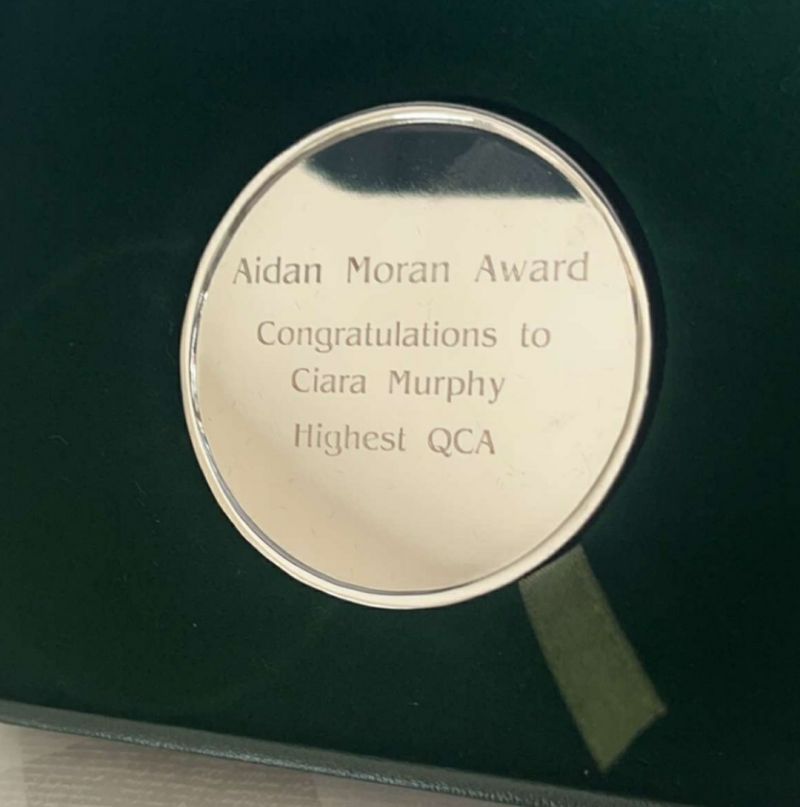 Aidan Moran Award
Congratulations to
Ciara Murphy
Highest QCA